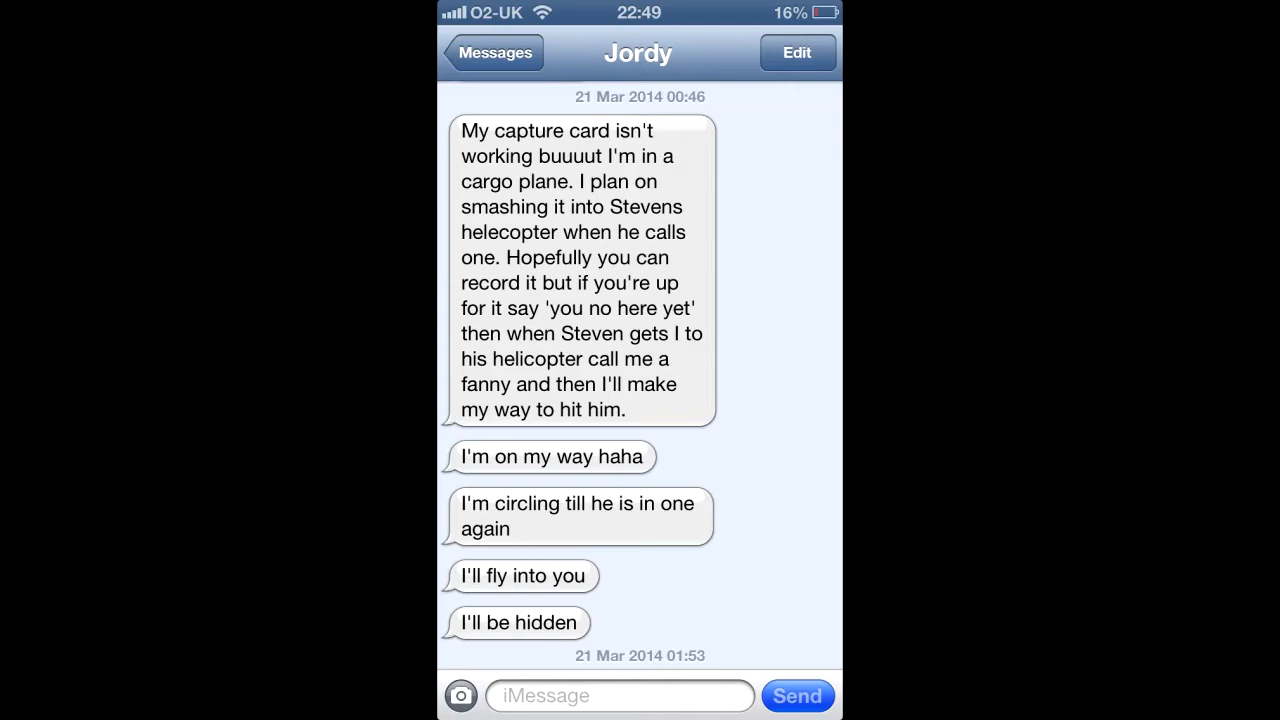 O2-UK 22:49 16%
Messages Jordy Edit
21 Mar 2014 00:46
My capture card isn't
working buuuut I'm in a
cargo plane. I plan on
smashing it into Stevens
helecopter when he calls
one. Hopefully you can
record it but if you're up
for it say 'you no here yet'
then when Steven gets I to
his helicopter call me a
fanny and then I'll make
my way to hit him.
I'm on my way haha
I'm circling till he is in one
again
I'll fly into you
I'll be hidden
21 Mar 2014 01:53
iMessage Send